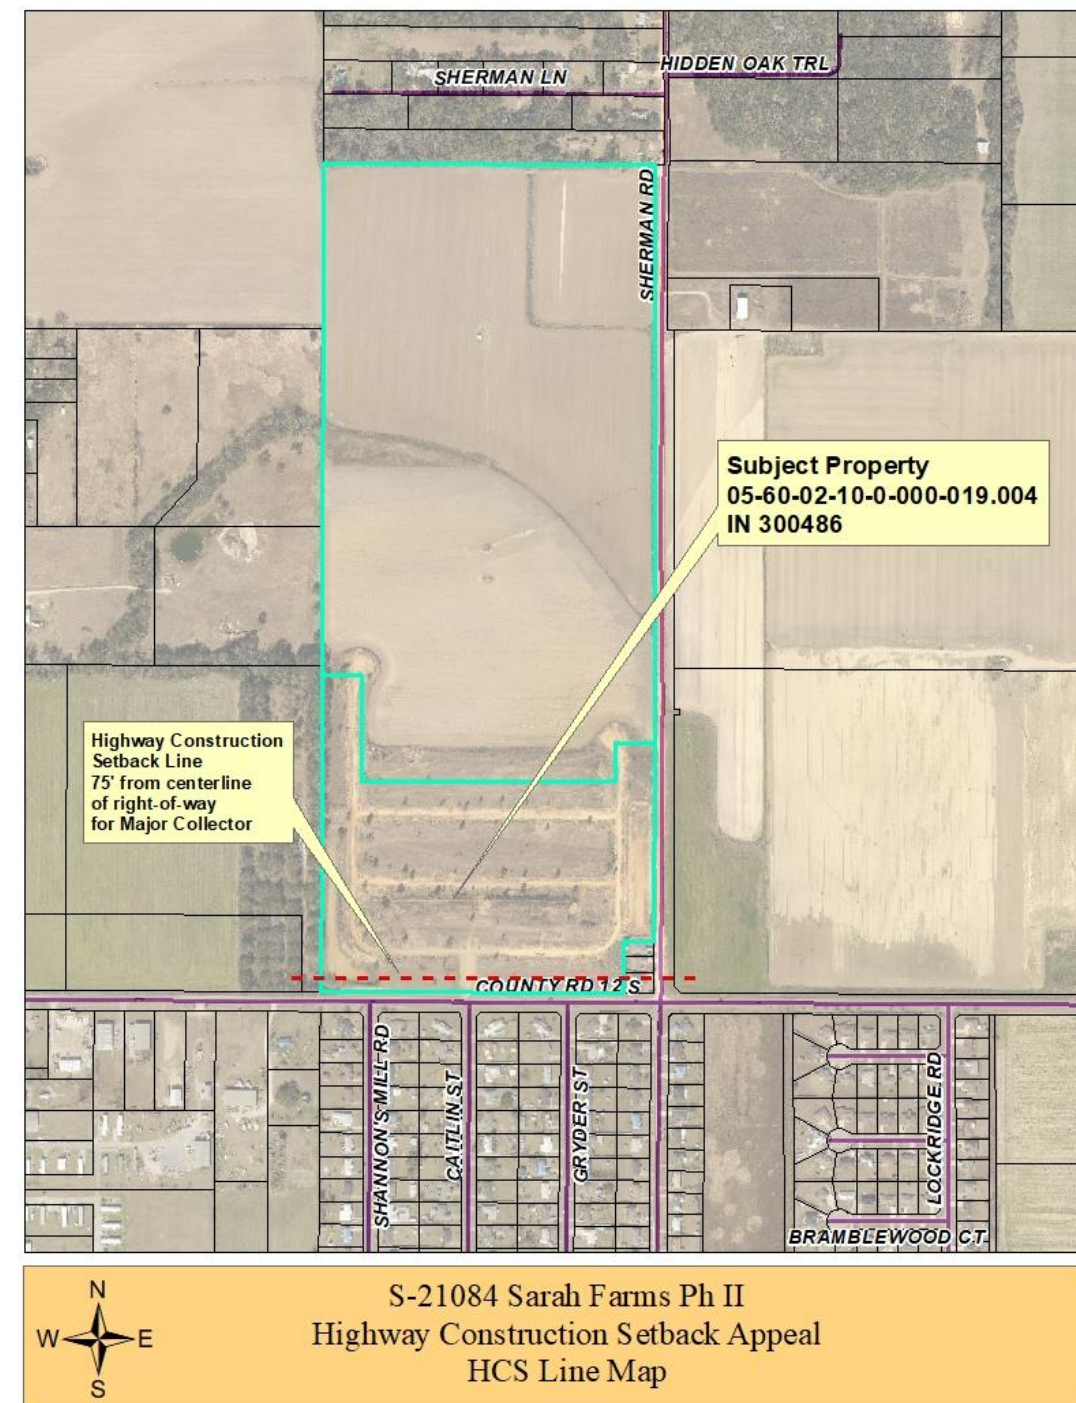 SHERMAN LN
HIDDEN OAK TRL
SHERMAN RD
Subject Property
05-60-02-10-0-000-019.004
IN 300486
Highway Construction
Setback Line
75' from centerline
of right-of-way
for Major Collector
COUNTY RD 12 S
SHANNON'S MILL RD
CAITLIN ST
GRYDER ST
LOCKRIDGE RD
BRAMBLEWOOD CT
N
W
E
S
S-21084 Sarah Farms Ph II
Highway Construction Setback Appeal
HCS Line Map